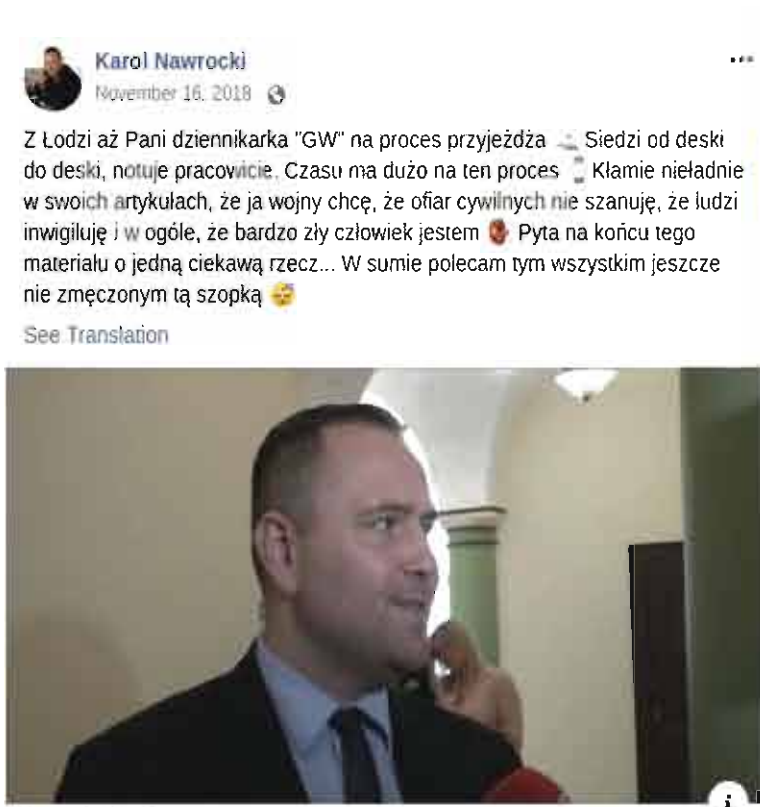 Karol Nawrocki
November 16, 2018
Z Łodzi aż Pani dziennikarka "GW" na proces przyjeżdża Siedzi od deski
do deski, notuje pracowicie. Czasu ma dużo na ten proces Kłamie nieładnie
w swoich artykułach, że ja wojny chcę, że ofiar cywilnych nie szanuję, że ludzi
inwigiluję i w ogóle, że bardzo zły człowiek jestem Pyta na końcu tego
materiału o jedną ciekawą rzecz... W sumie polecam tym wszystkim jeszcze
nie zmęczonym tą szopką 😴
See Translation